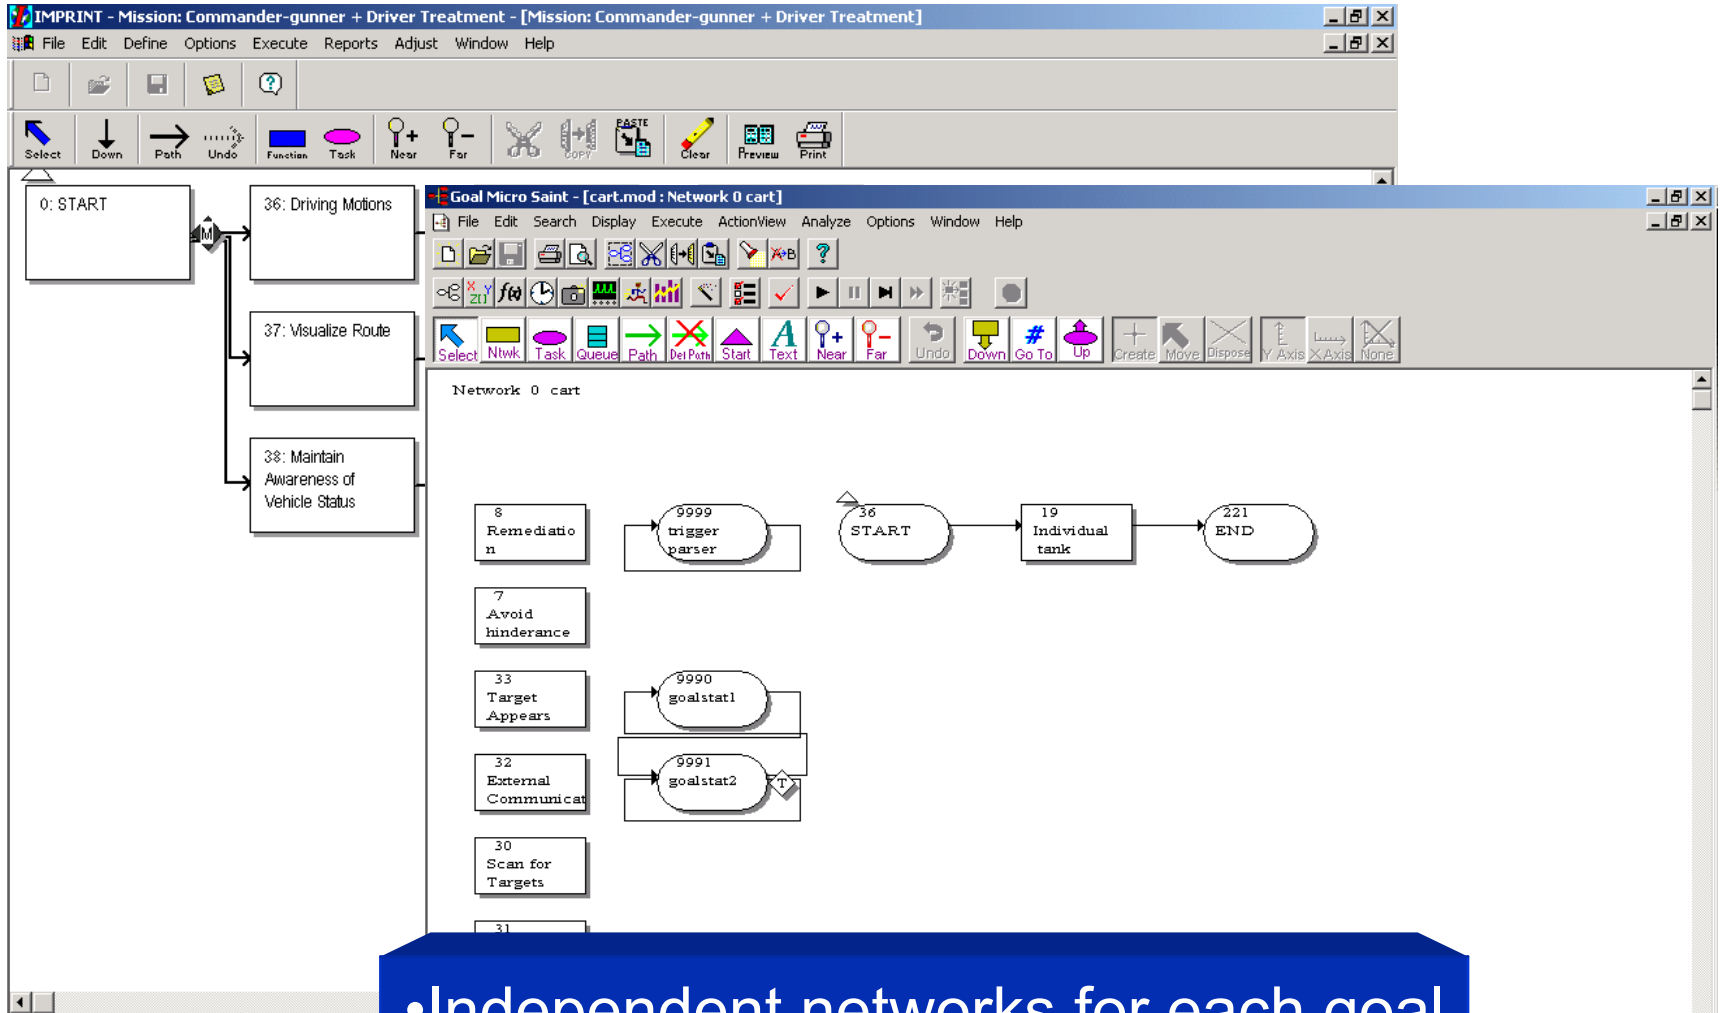 IMPRINT - Mission: Commander-gunner + Driver Treatment - [Mission: Commander-gunner + Driver Treatment]
File Edit Define Options Execute Reports Adjust Window Help
PASTE
COPY
Select Down Path Undo Function Task Near Far Clear Preview Print
0: START
M
36: Driving Motions
37: Visualize Route
38: Maintain
Awareness of
Vehicle Status
Goal Micro Saint - [cart.mod : Network 0 cart]
File Edit Search Display Execute ActionView Analyze Options Window Help
Select Ntwk Task Queue Path Del Path Start Text Near Far Undo Down Go To Up Create Move Dispose Y Axis X Axis None
Network 0 cart
8
Remediatio
n
9999
trigger
parser
36
START
19
Individual
tank
221
END
7
Avoid
hinderance
33
Target
Appears
9990
goalstat1
32
External
Communicat
9991
goalstat2
T
30
Scan for
Targets
31
•Independent networks for each goal